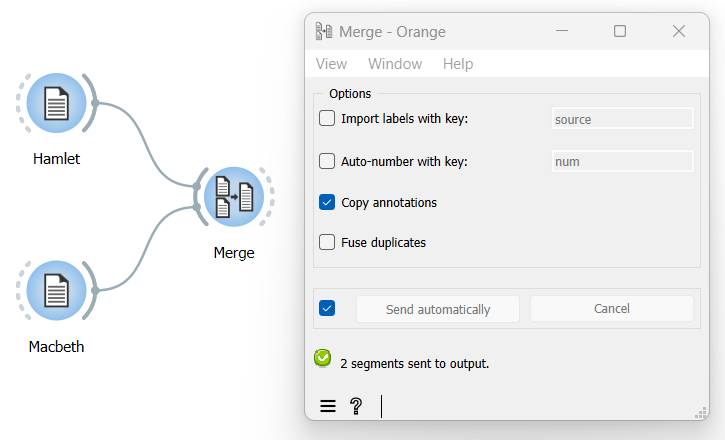 Hamlet
Macbeth
Merge
Merge - Orange
View Window Help
Options
Import labels with key: source
Auto-number with key: num
Copy annotations
Fuse duplicates
Send automatically Cancel
2 segments sent to output.
?